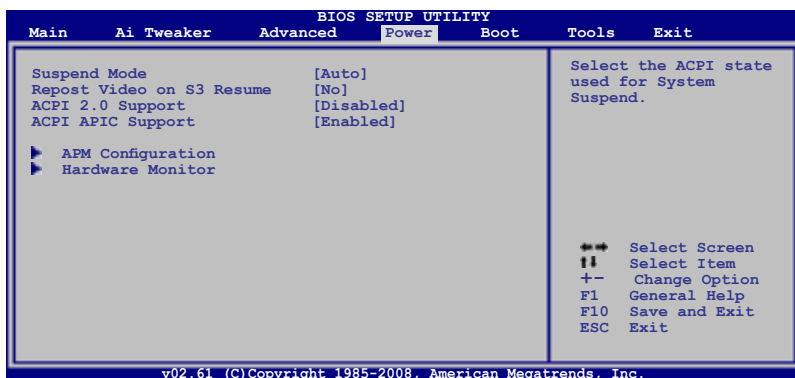 BIOS SETUP UTILITY
Main Ai Tweaker Advanced Power Boot Tools Exit
Suspend Mode [Auto]
Repost Video on S3 Resume [No]
ACPI 2.0 Support [Disabled]
ACPI APIC Support [Enabled]
APM Configuration
Hardware Monitor
Select the ACPI state
used for System
Suspend.
Select Screen
Select Item
+- Change Option
F1 General Help
F10 Save and Exit
ESC Exit
v02.61 (C)Copyright 1985-2008, American Megatrends, Inc.